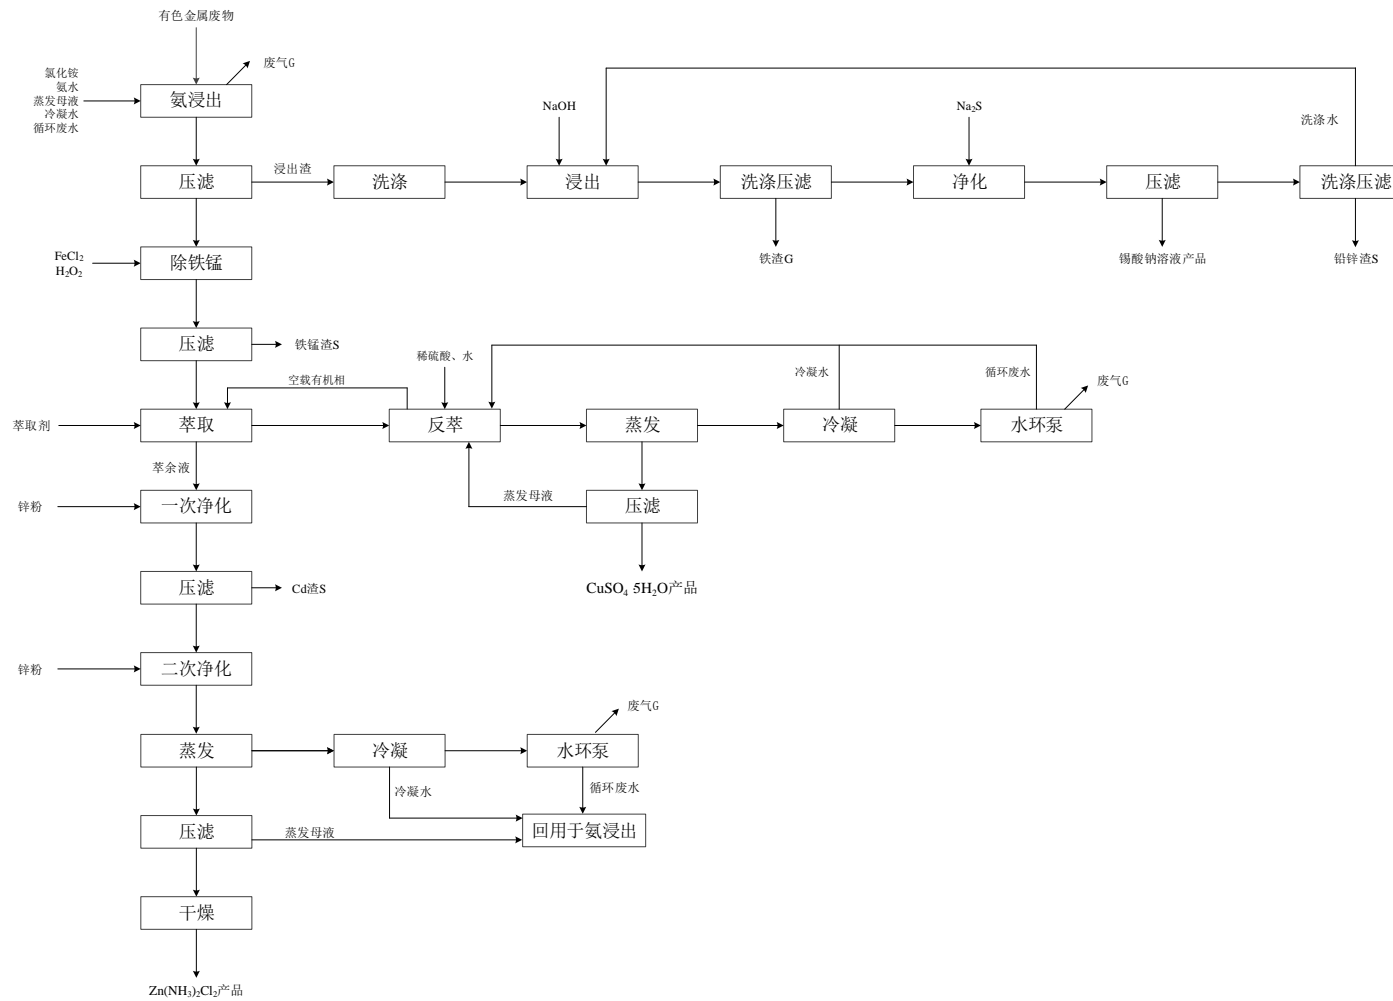 有色金属废物
废气G
氯化铵
氨水
蒸发母液
冷凝水
循环废水
氨浸出
NaOH
Na₂S
洗涤水
压滤
浸出渣
洗涤
浸出
洗涤压滤
净化
压滤
洗涤压滤
FeCl₂
H₂O₂
除铁锰
铁渣G
锡酸钠溶液产品
铅锌渣S
压滤
铁锰渣S
稀硫酸、水
冷凝水
循环废水
废气G
空载有机相
萃取剂
萃取
反萃
蒸发
冷凝
水环泵
萃余液
蒸发母液
锌粉
一次净化
压滤
压滤
Cd渣S
CuSO₄ 5H₂O产品
锌粉
二次净化
废气G
蒸发
冷凝
水环泵
冷凝水
循环废水
压滤
蒸发母液
回用于氨浸出
干燥
Zn(NH₃)₂Cl₂产品